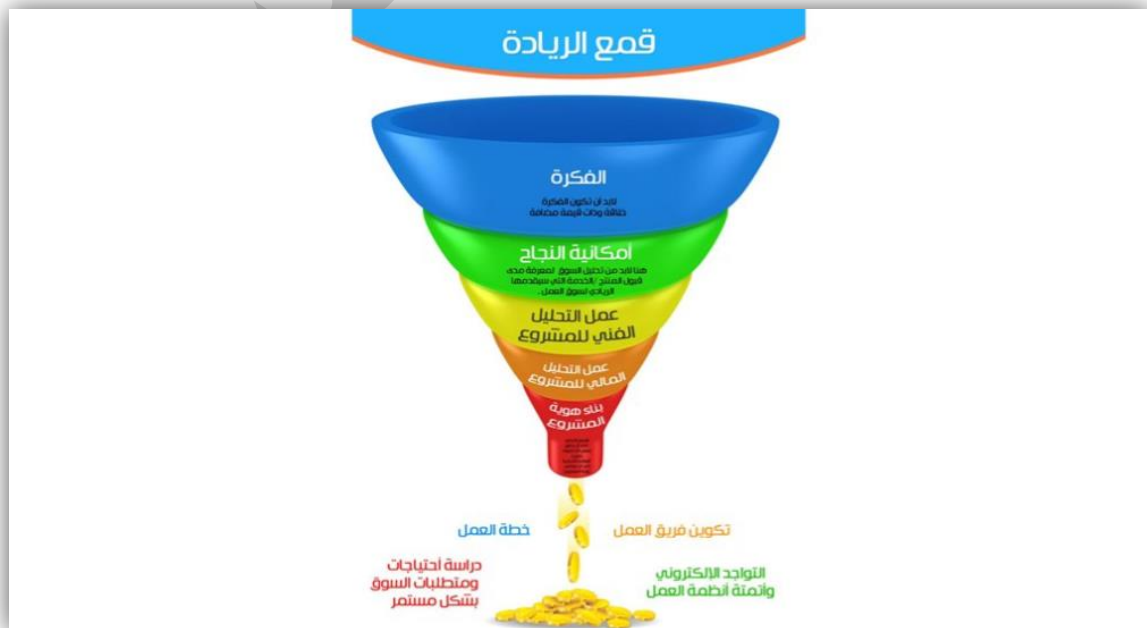 قمع الريادة
الفكرة
لابد أن تكون الفكرة
خلاقة وذات قيمة مضافة
أمكانية النجاح
هنا لابد من تحليل السوق لمعرفة مدى
قبول المنتج /الخدمة التي سيقدمها
الريادي لسوق العمل .
عمل التحليل
الفني للمشروع
عمل التحليل
المالي للمشروع
بناء هوية
المشروع
تكوين فريق العمل
خطة العمل
التواجد الإلكتروني
وأتمتة أنظمة العمل
دراسة أحتياجات
ومتطلبات السوق
بشكل مستمر